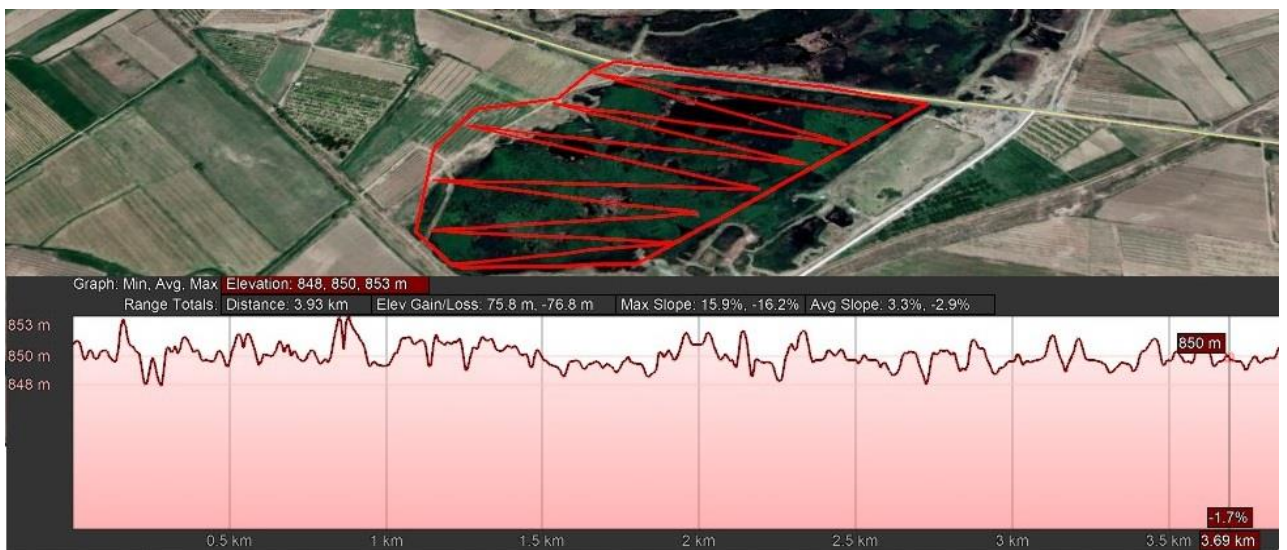 Graph: Min, Avg, Max Elevation: 848, 850, 853 m
Range Totals: Distance: 3.93 km Elev Gain/Loss: 75.8 m, -76.8 m Max Slope: 15.9%, -16.2% Avg Slope: 3.3%, -2.9%
853 m
850 m
850 m
848 m
-1.7%
0.5 km 1 km 1.5 km 2 km 2.5 km 3 km 3.5 km 3.69 km